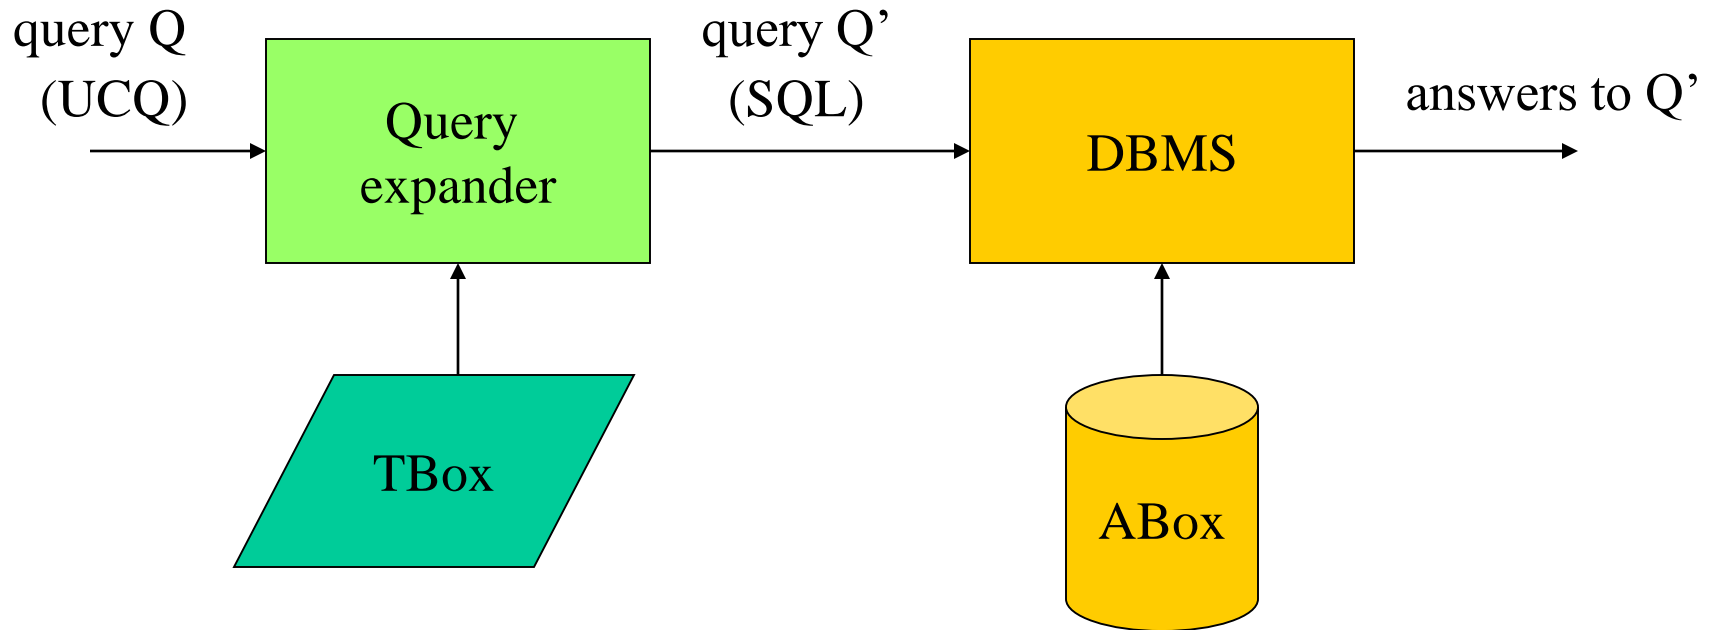 query Q
(UCQ)
Query
expander
query Q’
(SQL)
DBMS
answers to Q’
TBox
ABox